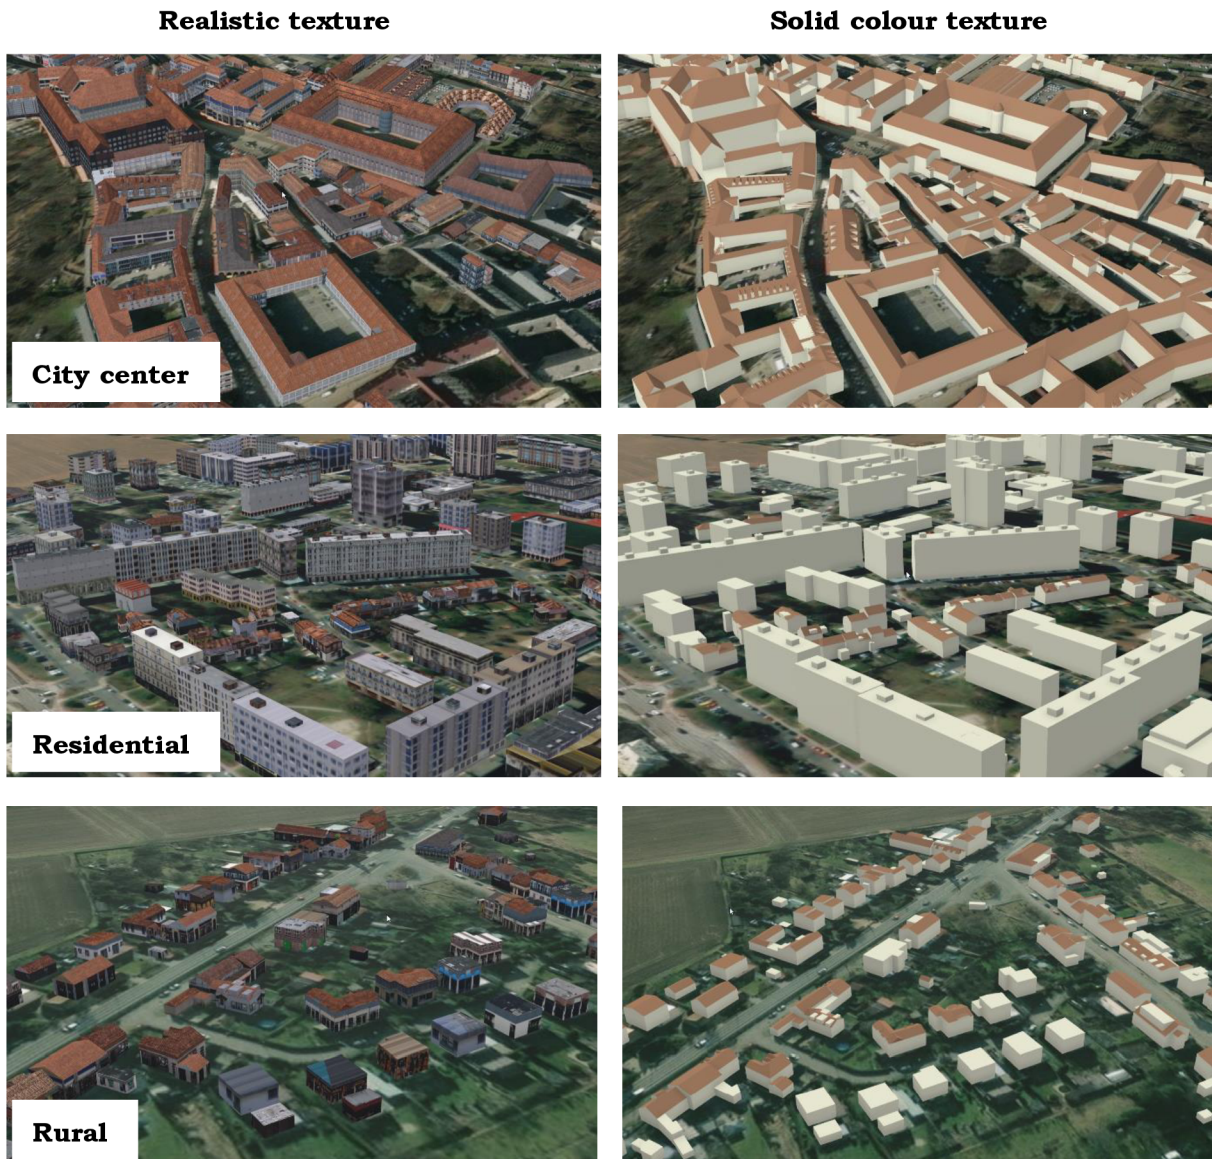 Realistic texture
Solid colour texture
City center
Residential
Rural